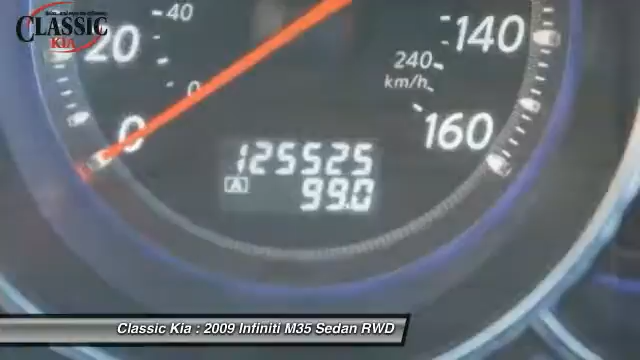 CLASSIC
KIA
40
20
0
0
140
240
km/h
160
125525
A
99.0
Classic Kia : 2009 Infiniti M35 Sedan RWD